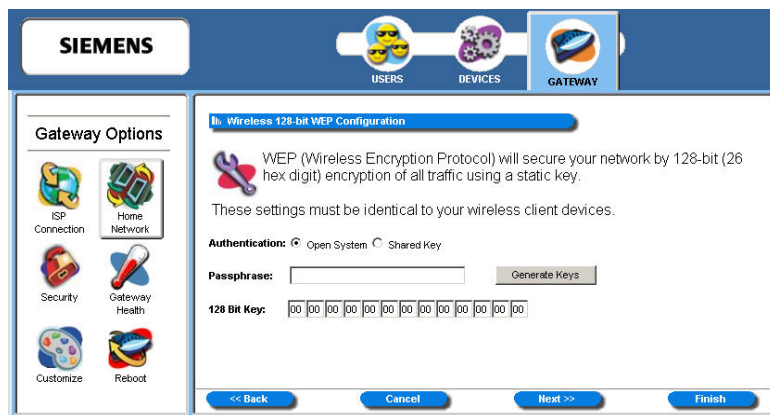 SIEMENS
USERS
DEVICES
GATEWAY
Gateway Options
ISP
Connection
Home
Network
Security
Gateway
Health
Customize
Reboot
Wireless 128-bit WEP Configuration
WEP (Wireless Encryption Protocol) will secure your network by 128-bit (26
hex digit) encryption of all traffic using a static key.
These settings must be identical to your wireless client devices.
Authentication: Open System Shared Key
Passphrase: Generate Keys
128 Bit Key: 00 00 00 00 00 00 00 00 00 00 00 00 00
<< Back Cancel Next >> Finish